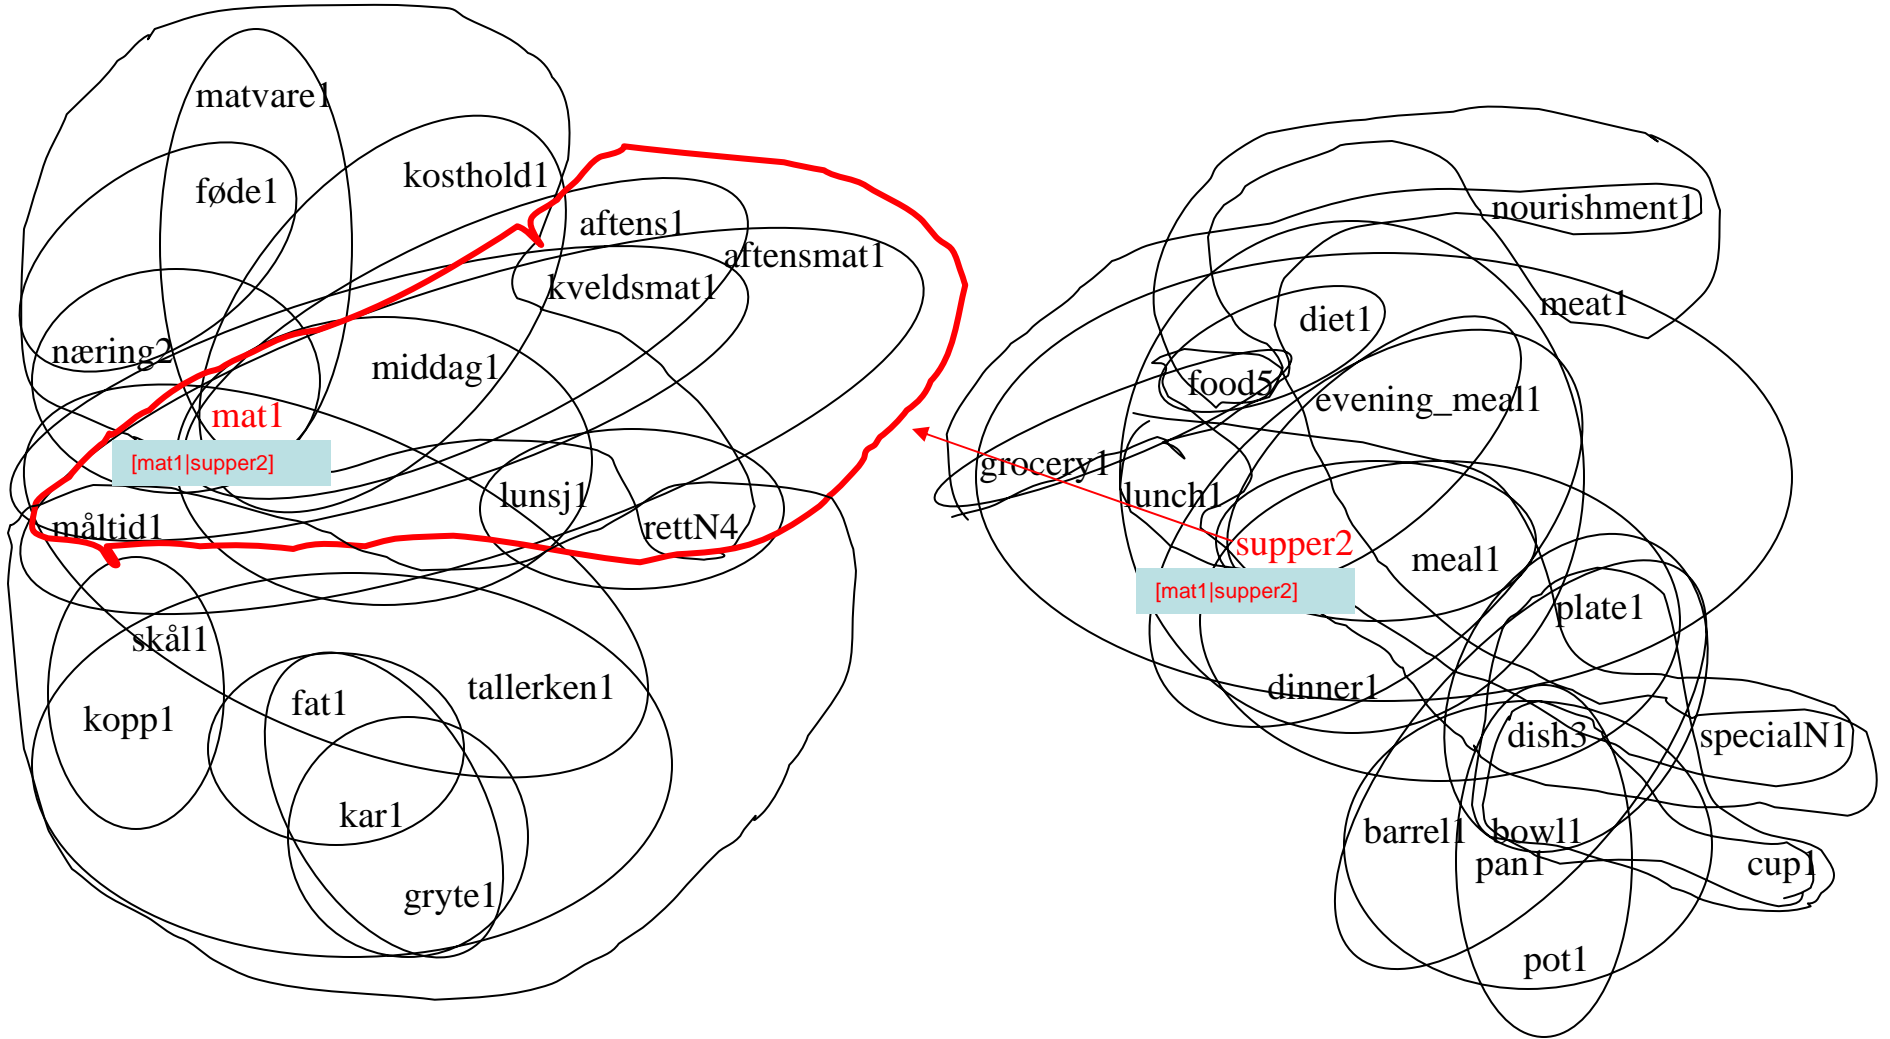 matvare1
føde1
kosthold1
aftens1
aftensmat1
kveldsmat1
næring2
middag1
mat1
[mat1|supper2]
lunsj1
måltid1
rettN4
skål1
fat1
tallerken1
kopp1
kar1
gryte1
nourishment1
meat1
diet1
food5
evening_meal1
grocery1
lunch1
supper2
meal1
[mat1|supper2]
plate1
dinner1
dish3
specialN1
barrel1
bowl1
pan1
cup1
pot1